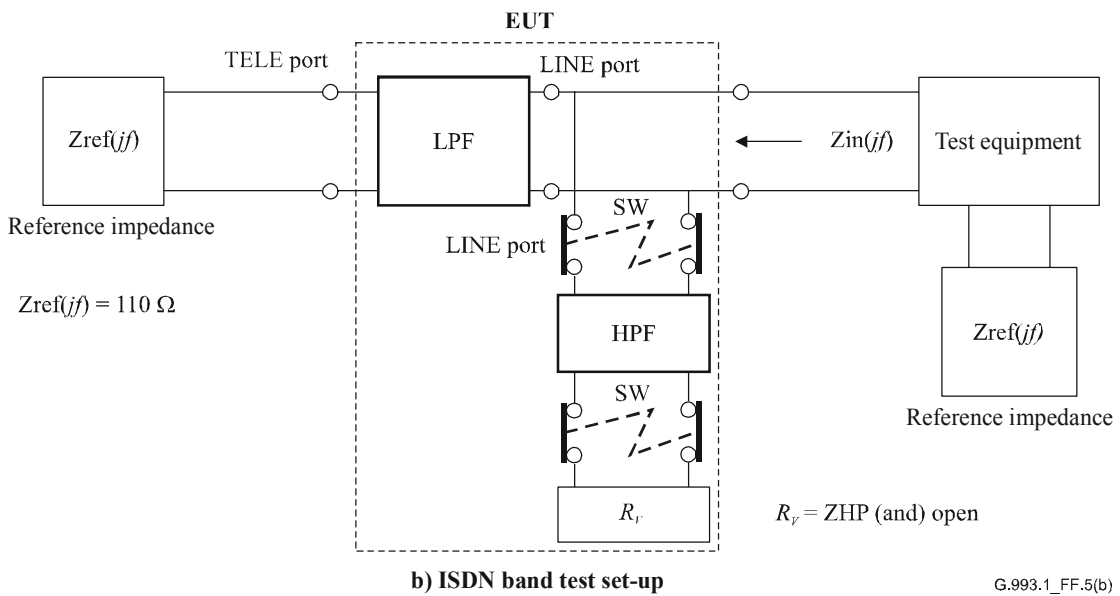 EUT
TELE port
LINE port
Zref(jf)
LPF
Zin(jf)
Test equipment
Reference impedance
SW
LINE port
Zref(jf) = 110 Ω
HPF
Zref(jf)
SW
Reference impedance
RV
RV = ZHP (and) open
b) ISDN band test set-up
G.993.1_FF.5(b)